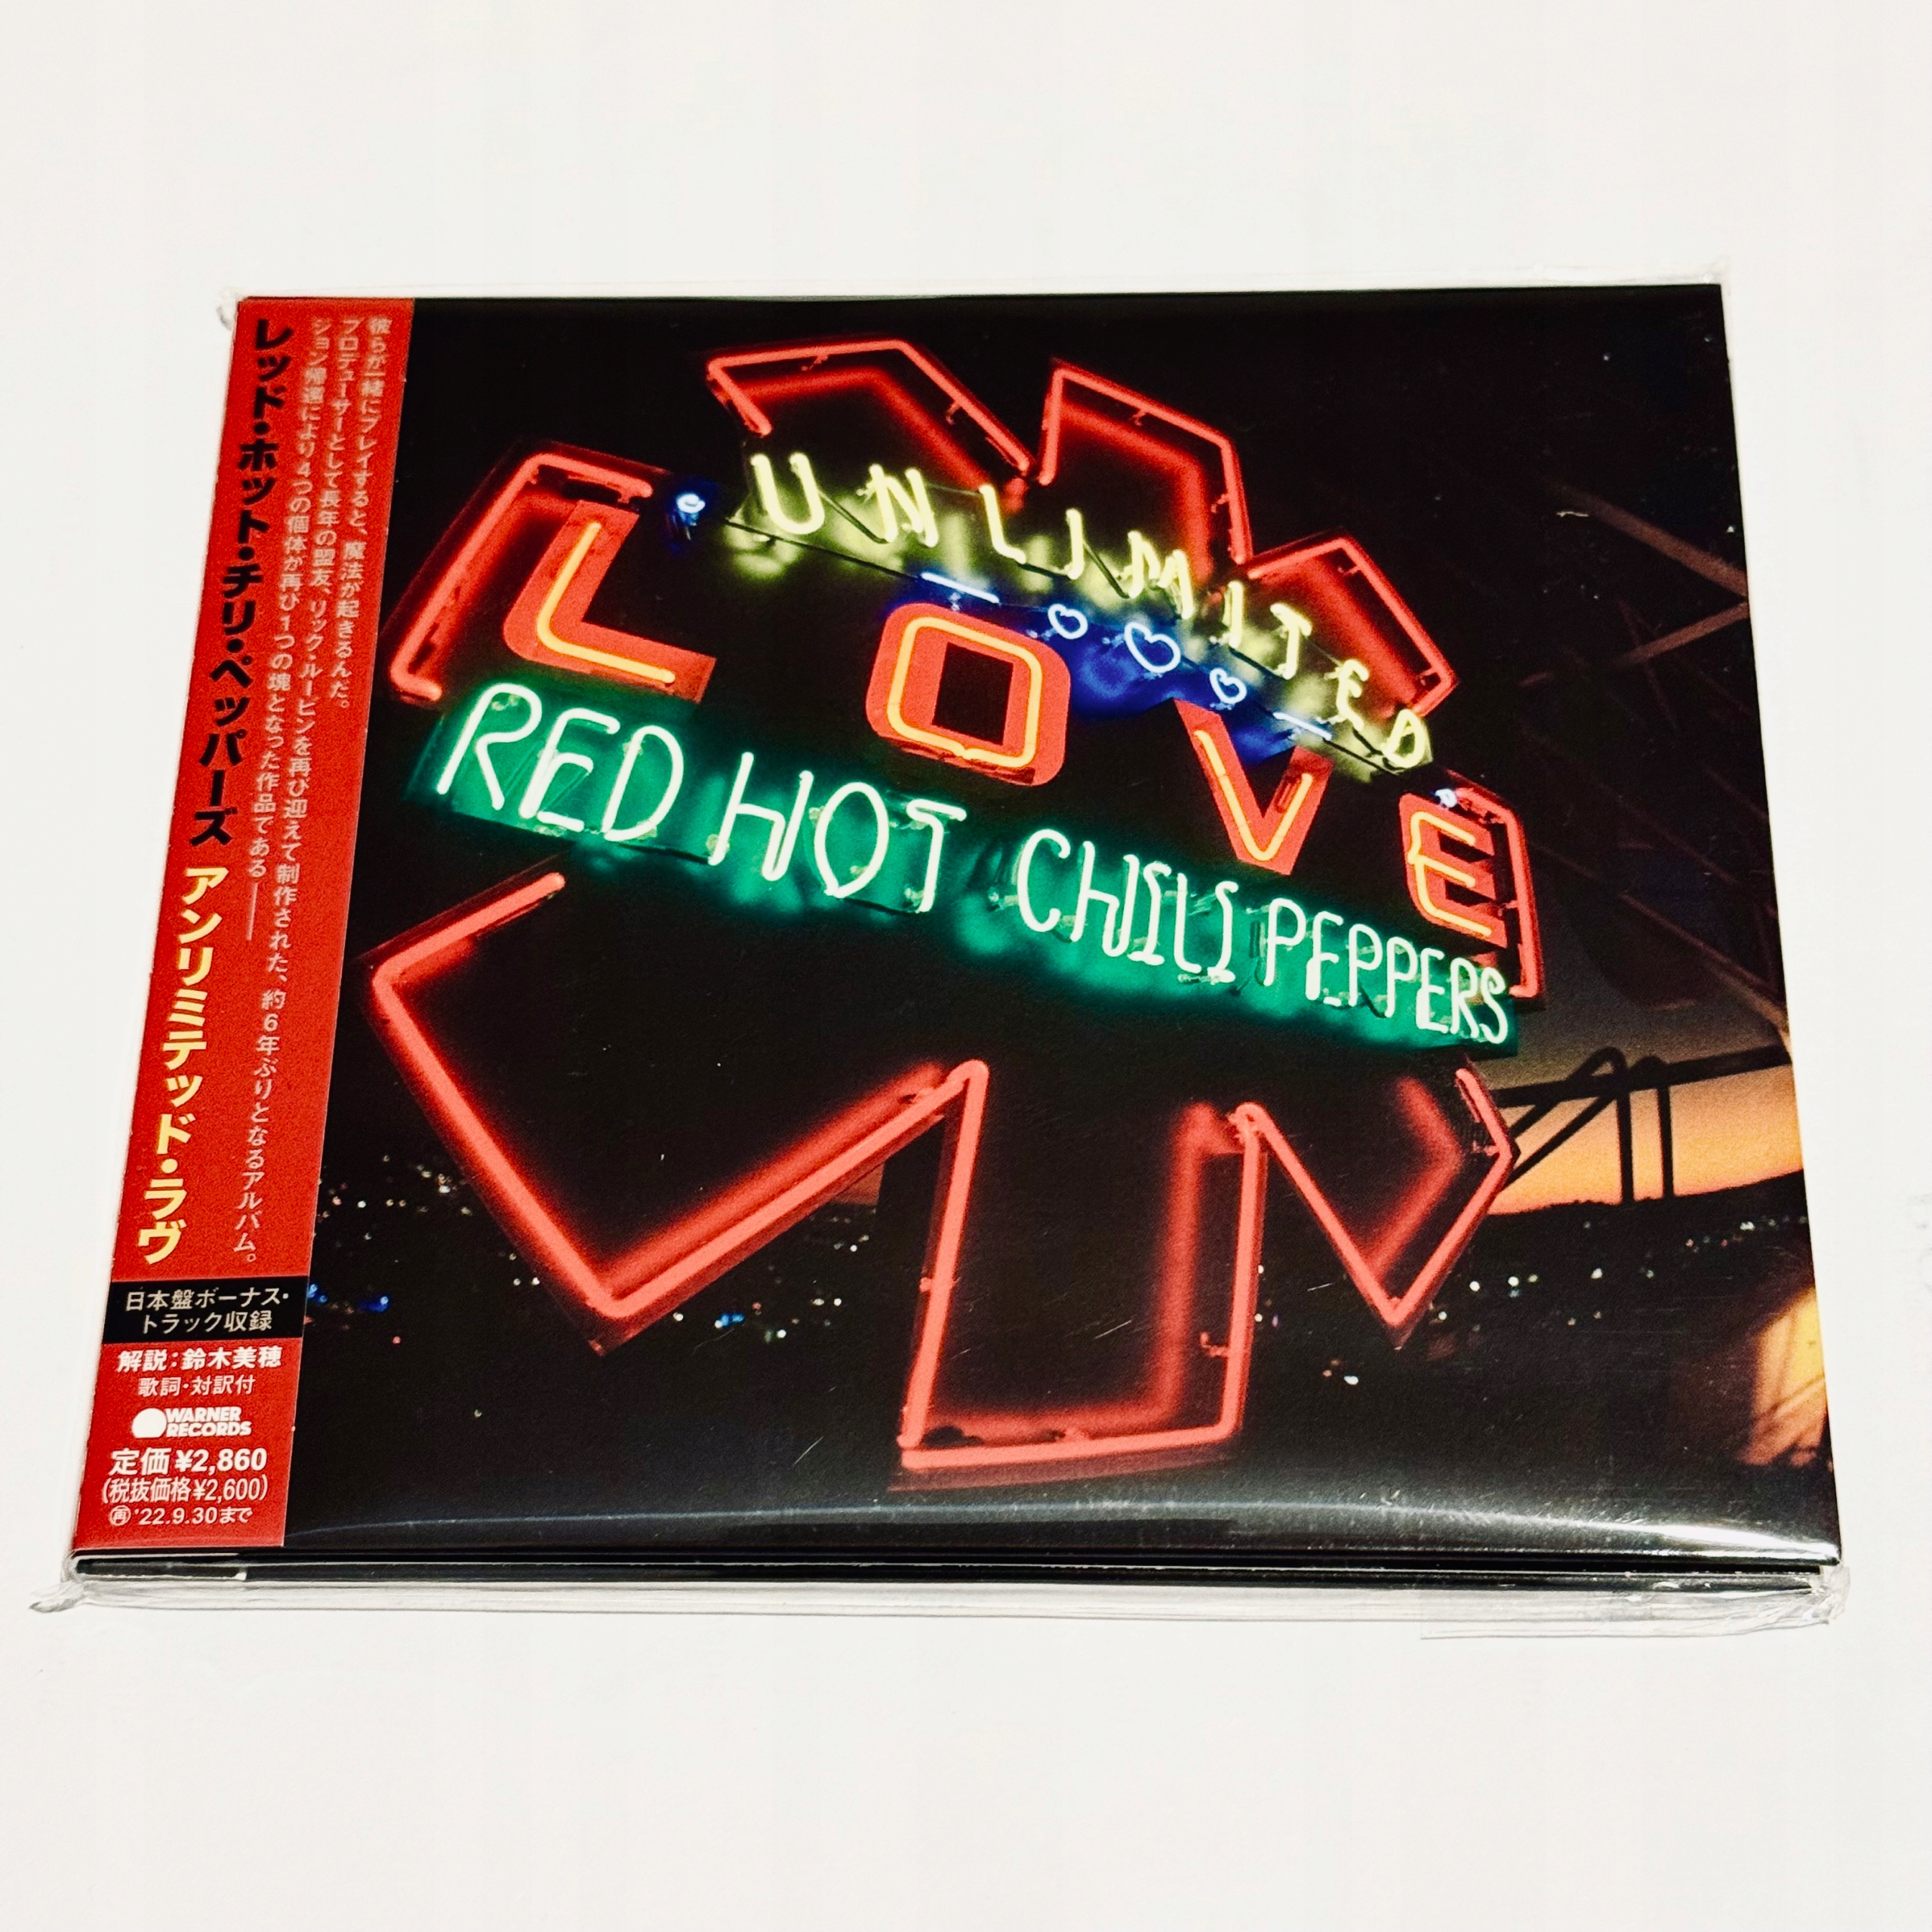 彼らが一緒にプレイすると、魔法が起きるんだ。
プロデューサーとして長年の盟友、リック・ルービンを再び迎えて制作された、約6年ぶりとなるアルバム。
ション帰還により4つの個体が再び1つの塊となった作品である──
レッド・ホット・チリ・ペッパーズ アンリミテッド・ラヴ
日本盤ボーナス・
トラック収録
解説:鈴木美穂
歌詞・対訳付
WARNER
RECORDS
定価¥2,860
(税抜価格¥2,600)
㋐'22.9.30まで
UNLIMITED
LOVE
RED HOT CHILI PEPPERS